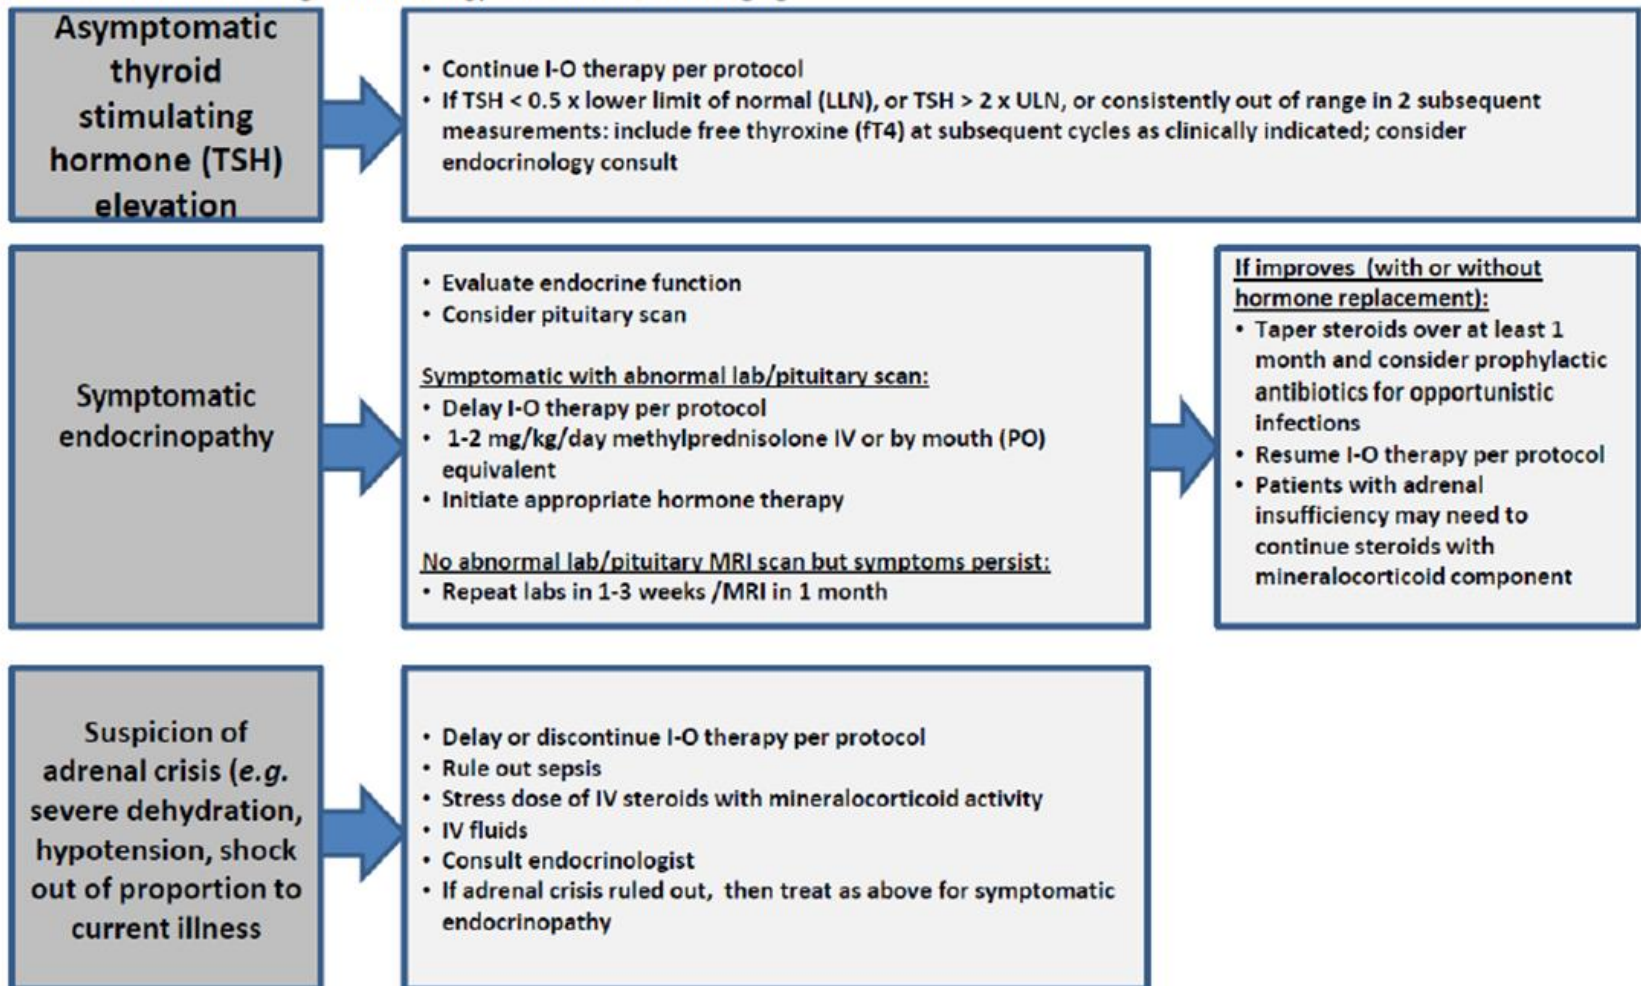 Asymptomatic
thyroid
stimulating
hormone (TSH)
elevation
• Continue I-O therapy per protocol
• If TSH < 0.5 x lower limit of normal (LLN), or TSH > 2 x ULN, or consistently out of range in 2 subsequent
measurements: include free thyroxine (fT4) at subsequent cycles as clinically indicated; consider
endocrinology consult
Symptomatic
endocrinopathy
• Evaluate endocrine function
• Consider pituitary scan
Symptomatic with abnormal lab/pituitary scan:
• Delay I-O therapy per protocol
• 1-2 mg/kg/day methylprednisolone IV or by mouth (PO)
equivalent
• Initiate appropriate hormone therapy
No abnormal lab/pituitary MRI scan but symptoms persist:
• Repeat labs in 1-3 weeks /MRI in 1 month
If improves (with or without
hormone replacement):
• Taper steroids over at least 1
month and consider prophylactic
antibiotics for opportunistic
infections
• Resume I-O therapy per protocol
• Patients with adrenal
insufficiency may need to
continue steroids with
mineralocorticoid component
Suspicion of
adrenal crisis (e.g.
severe dehydration,
hypotension, shock
out of proportion to
current illness
• Delay or discontinue I-O therapy per protocol
• Rule out sepsis
• Stress dose of IV steroids with mineralocorticoid activity
• IV fluids
• Consult endocrinologist
• If adrenal crisis ruled out, then treat as above for symptomatic
endocrinopathy